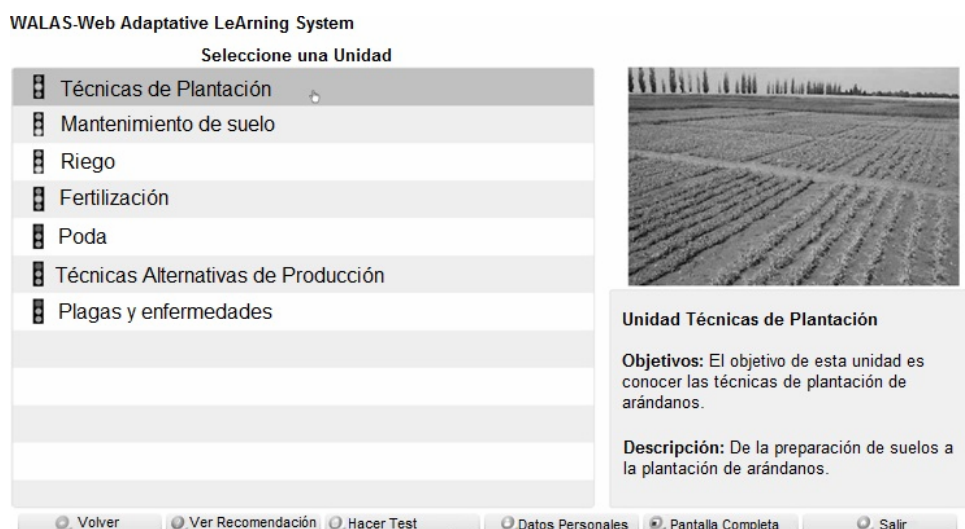 WALAS-Web Adaptative LeArning System
Seleccione una Unidad
Técnicas de Plantación
Mantenimiento de suelo
Riego
Fertilización
Poda
Técnicas Alternativas de Producción
Plagas y enfermedades
Unidad Técnicas de Plantación
Objetivos: El objetivo de esta unidad es
conocer las técnicas de plantación de
arándanos.
Descripción: De la preparación de suelos a
la plantación de arándanos.
Volver Ver Recomendación Hacer Test Datos Personales Pantalla Completa Salir